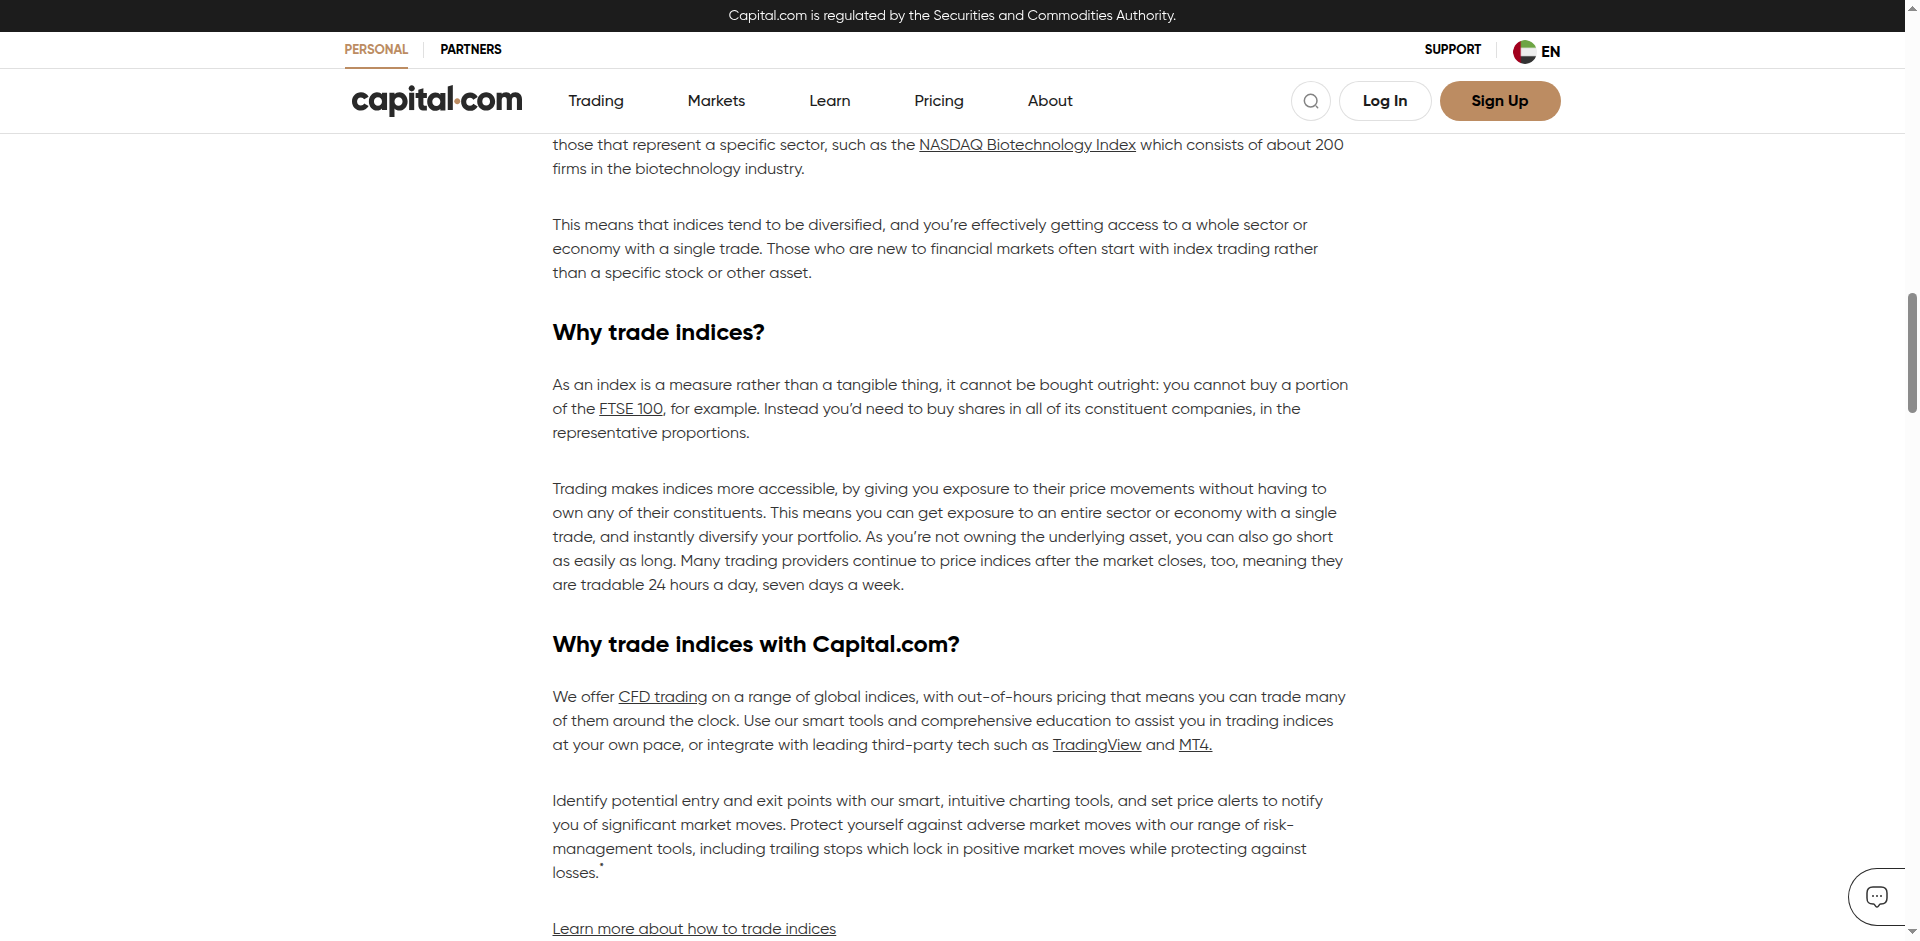 Capital.com is regulated by the Securities and Commodities Authority.
PERSONAL
PARTNERS
SUPPORT
EN
capital.com
Trading
Markets
Learn
Pricing
About
Log In
Sign Up
those that represent a specific sector, such as the NASDAQ Biotechnology Index which consists of about 200
firms in the biotechnology industry.
This means that indices tend to be diversified, and you’re effectively getting access to a whole sector or
economy with a single trade. Those who are new to financial markets often start with index trading rather
than a specific stock or other asset.
Why trade indices?
As an index is a measure rather than a tangible thing, it cannot be bought outright: you cannot buy a portion
of the FTSE 100, for example. Instead you’d need to buy shares in all of its constituent companies, in the
representative proportions.
Trading makes indices more accessible, by giving you exposure to their price movements without having to
own any of their constituents. This means you can get exposure to an entire sector or economy with a single
trade, and instantly diversify your portfolio. As you’re not owning the underlying asset, you can also go short
as easily as long. Many trading providers continue to price indices after the market closes, too, meaning they
are tradable 24 hours a day, seven days a week.
Why trade indices with Capital.com?
We offer CFD trading on a range of global indices, with out-of-hours pricing that means you can trade many
of them around the clock. Use our smart tools and comprehensive education to assist you in trading indices
at your own pace, or integrate with leading third-party tech such as TradingView and MT4.
Identify potential entry and exit points with our smart, intuitive charting tools, and set price alerts to notify
you of significant market moves. Protect yourself against adverse market moves with our range of risk-
management tools, including trailing stops which lock in positive market moves while protecting against
losses.*
Learn more about how to trade indices